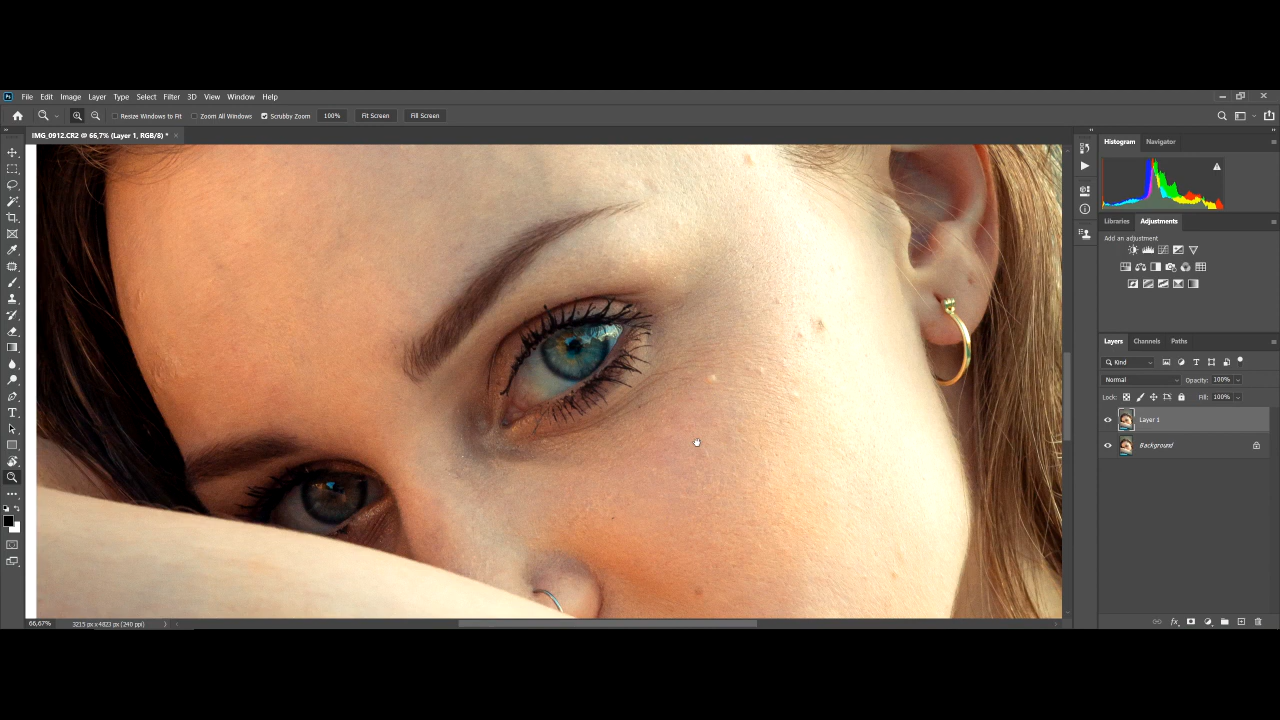 Ps File Edit Image Layer Type Select Filter 3D View Window Help
Resize Windows to Fit Zoom All Windows Scrubby Zoom 100% Fit Screen Fill Screen
IMG_0912.CR2 @ 66,7% (Layer 1, RGB/8) *
Histogram Navigator
Libraries Adjustments
Add an adjustment
Layers Channels Paths
Kind
Normal Opacity: 100%
Lock: Fill: 100%
Layer 1
Background
66,67% 3215 px x 4823 px (240 ppi)
fx